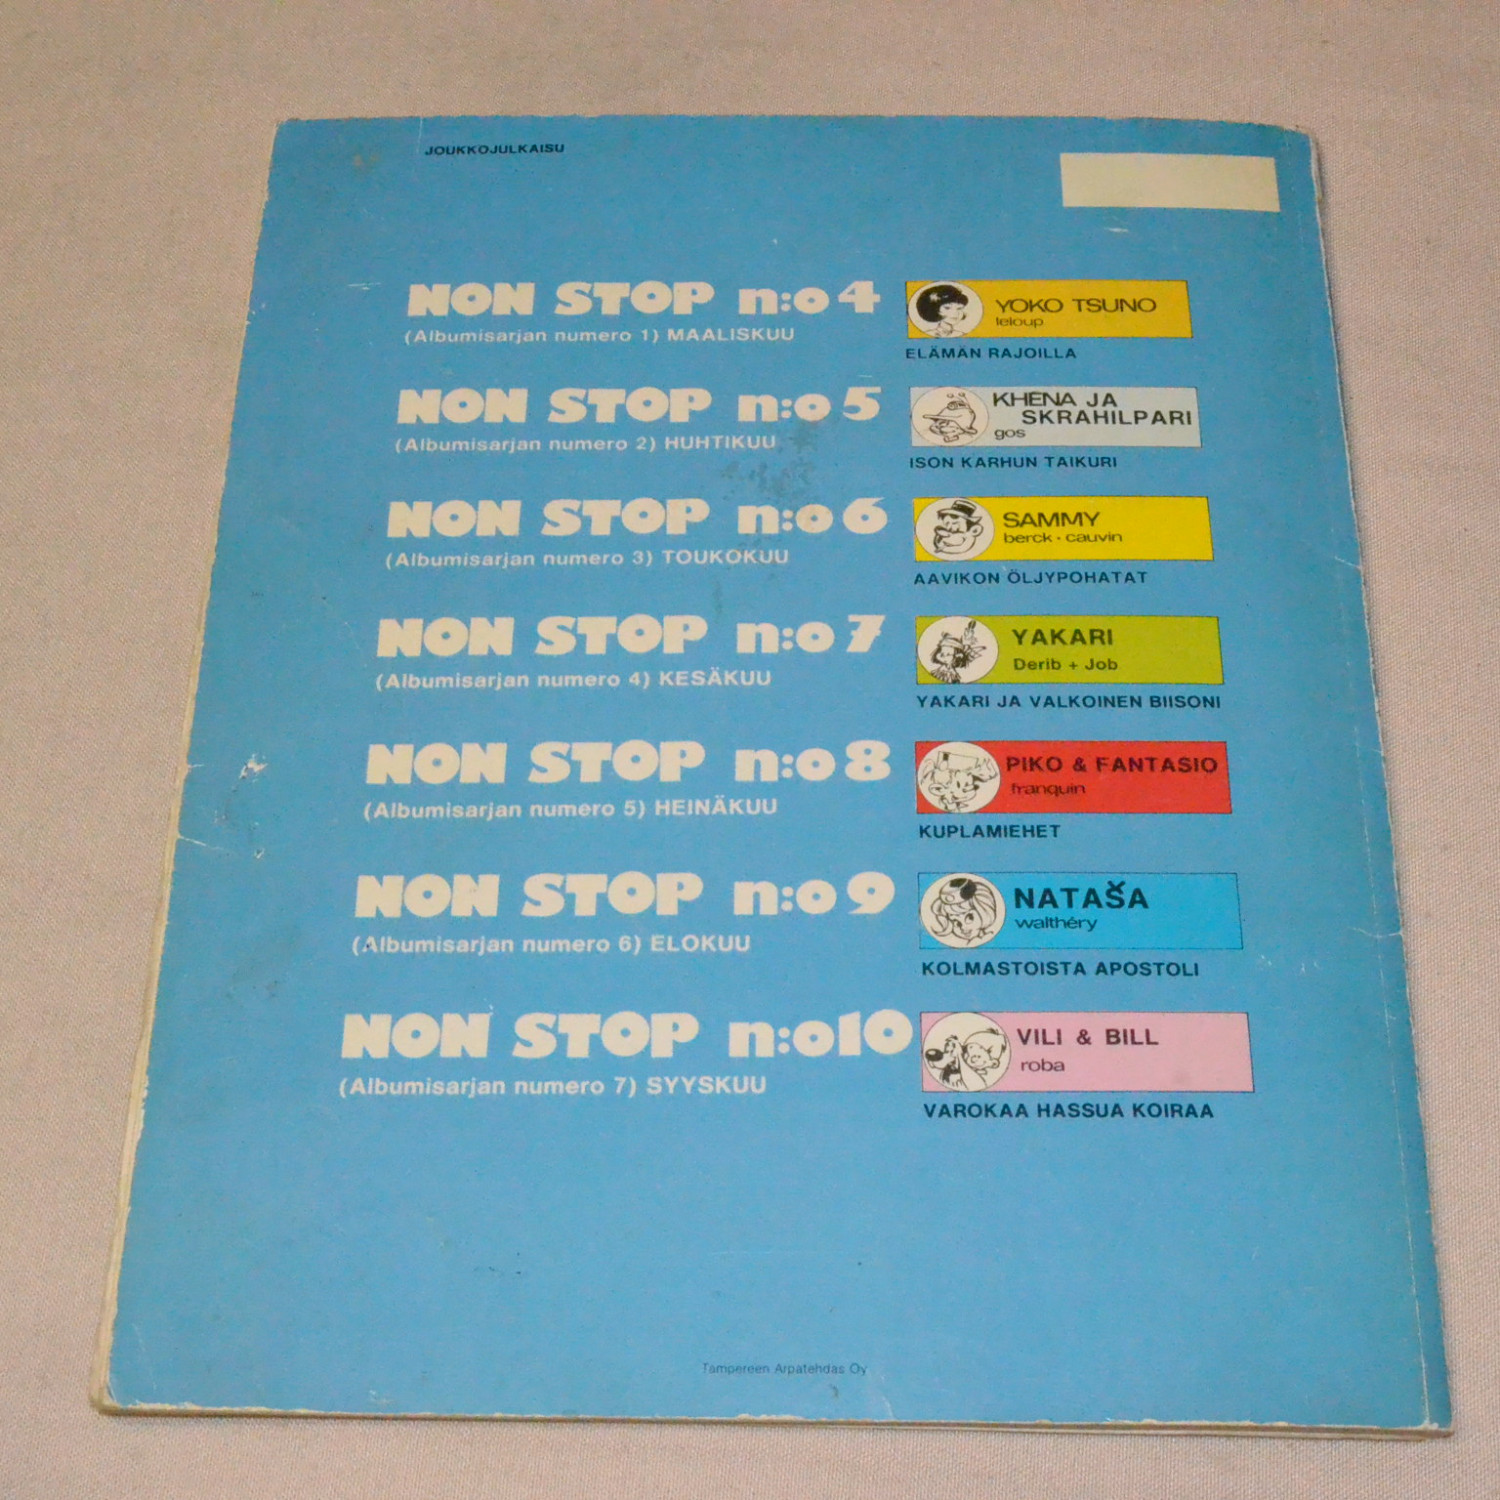 JOUKKOJULKAISU
NON STOP n:o 4
(Albumisarjan numero 1) MAALISKUU
YOKO TSUNO
leloup
ELÄMÄN RAJOILLA
NON STOP n:o 5
(Albumisarjan numero 2) HUHTIKUU
KHENA JA
SKRAHILPARI
gos
ISON KARHUN TAIKURI
NON STOP n:o 6
(Albumisarjan numero 3) TOUKOKUU
SAMMY
berck · cauvin
AAVIKON ÖLJYPOHATAT
NON STOP n:o 7
(Albumisarjan numero 4) KESÄKUU
YAKARI
Derib + Job
YAKARI JA VALKOINEN BIISONI
NON STOP n:o 8
(Albumisarjan numero 5) HEINÄKUU
PIKO & FANTASIO
franquin
KUPLAMIEHET
NON STOP n:o 9
(Albumisarjan numero 6) ELOKUU
NATAŠA
walthéry
KOLMASTOISTA APOSTOLI
NON STOP n:o 10
(Albumisarjan numero 7) SYYSKUU
VILI & BILL
roba
VAROKAA HASSUA KOIRAA
Tampereen Arpatehdas Oy